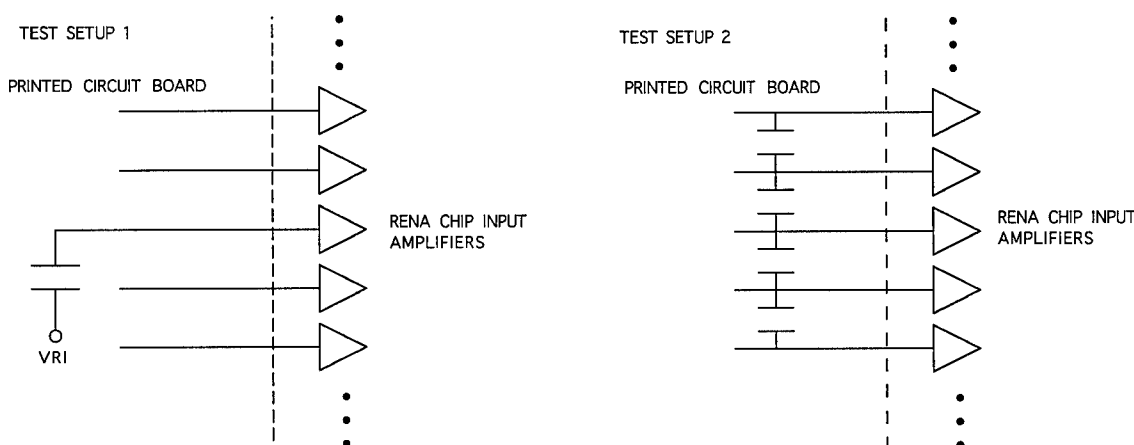 TEST SETUP 1
PRINTED CIRCUIT BOARD
RENA CHIP INPUT
AMPLIFIERS
VRI
TEST SETUP 2
PRINTED CIRCUIT BOARD
RENA CHIP INPUT
AMPLIFIERS